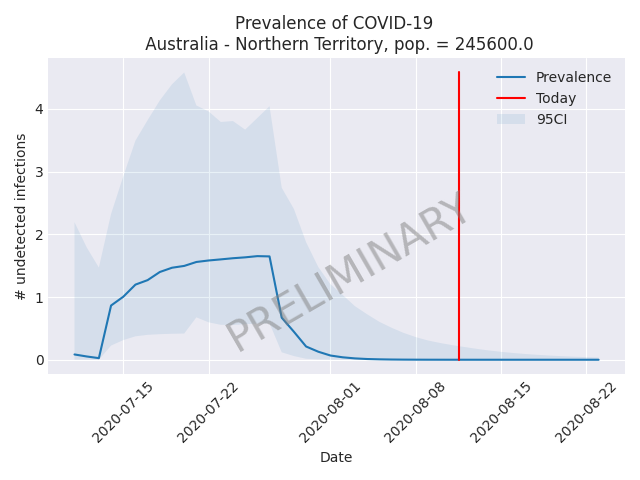 Prevalence of COVID-19
Australia - Northern Territory, pop. = 245600.0
Prevalence
Today
95CI
4
3
2
1
0
# undetected infections
PRELIMINARY
2020-07-15
2020-07-22
2020-08-01
2020-08-08
2020-08-15
2020-08-22
Date